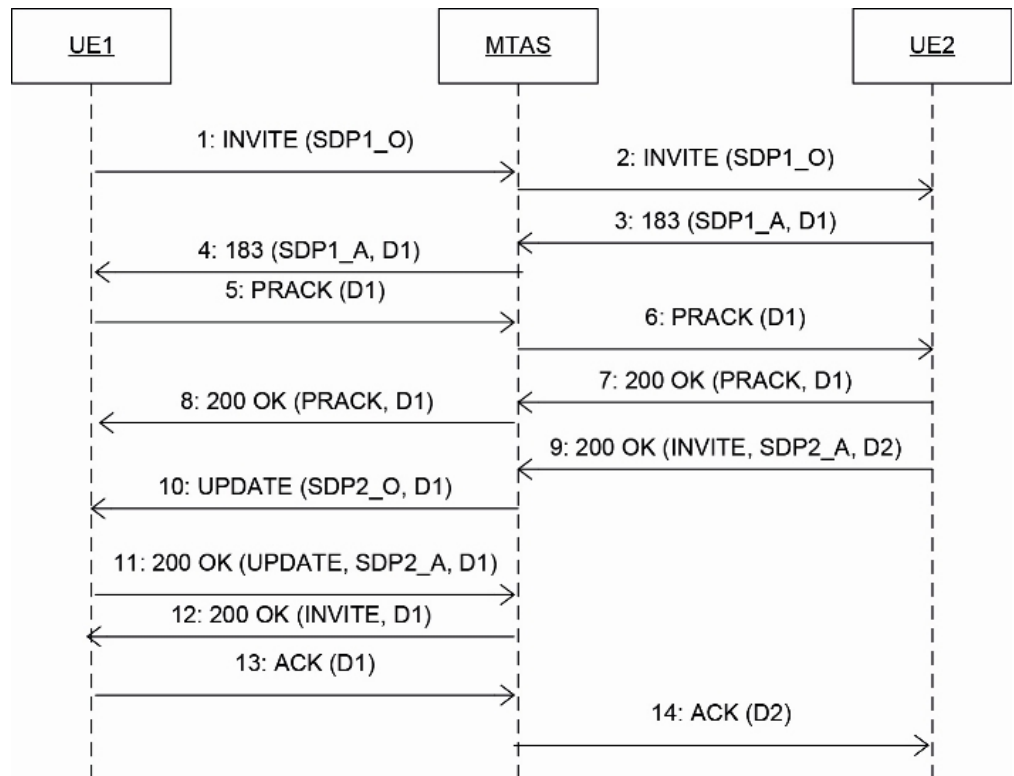 UE1
MTAS
UE2
1: INVITE (SDP1_O)
2: INVITE (SDP1_O)
3: 183 (SDP1_A, D1)
4: 183 (SDP1_A, D1)
5: PRACK (D1)
6: PRACK (D1)
7: 200 OK (PRACK, D1)
8: 200 OK (PRACK, D1)
9: 200 OK (INVITE, SDP2_A, D2)
10: UPDATE (SDP2_O, D1)
11: 200 OK (UPDATE, SDP2_A, D1)
12: 200 OK (INVITE, D1)
13: ACK (D1)
14: ACK (D2)